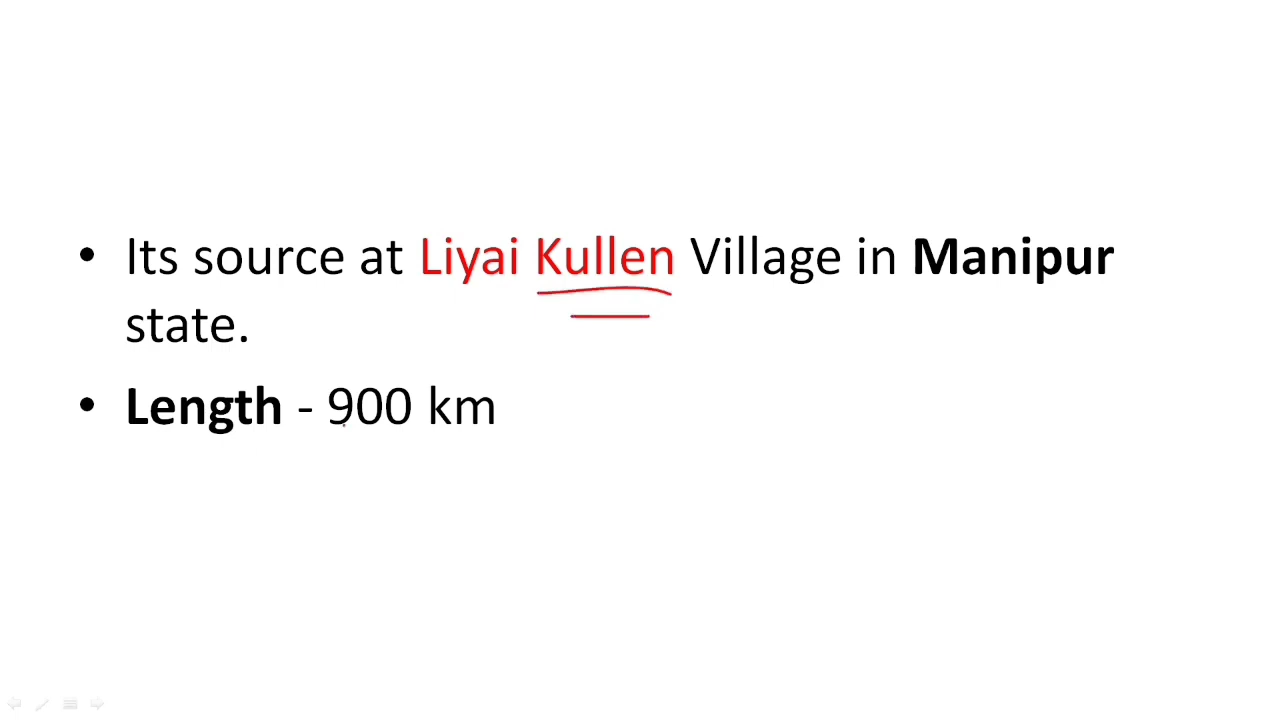 • Its source at Liyai Kullen Village in Manipur
state.
• Length - 900 km